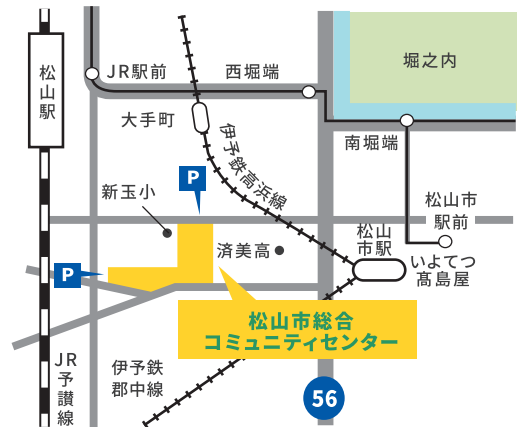 松山駅
JR駅前
西堀端
堀之内
大手町
南堀端
伊予鉄高浜線
P
新玉小
松山市
駅前
松山
市駅
済美高
いよてつ
髙島屋
P
松山市総合
コミュニティセンター
JR予讃線
伊予鉄
郡中線
56